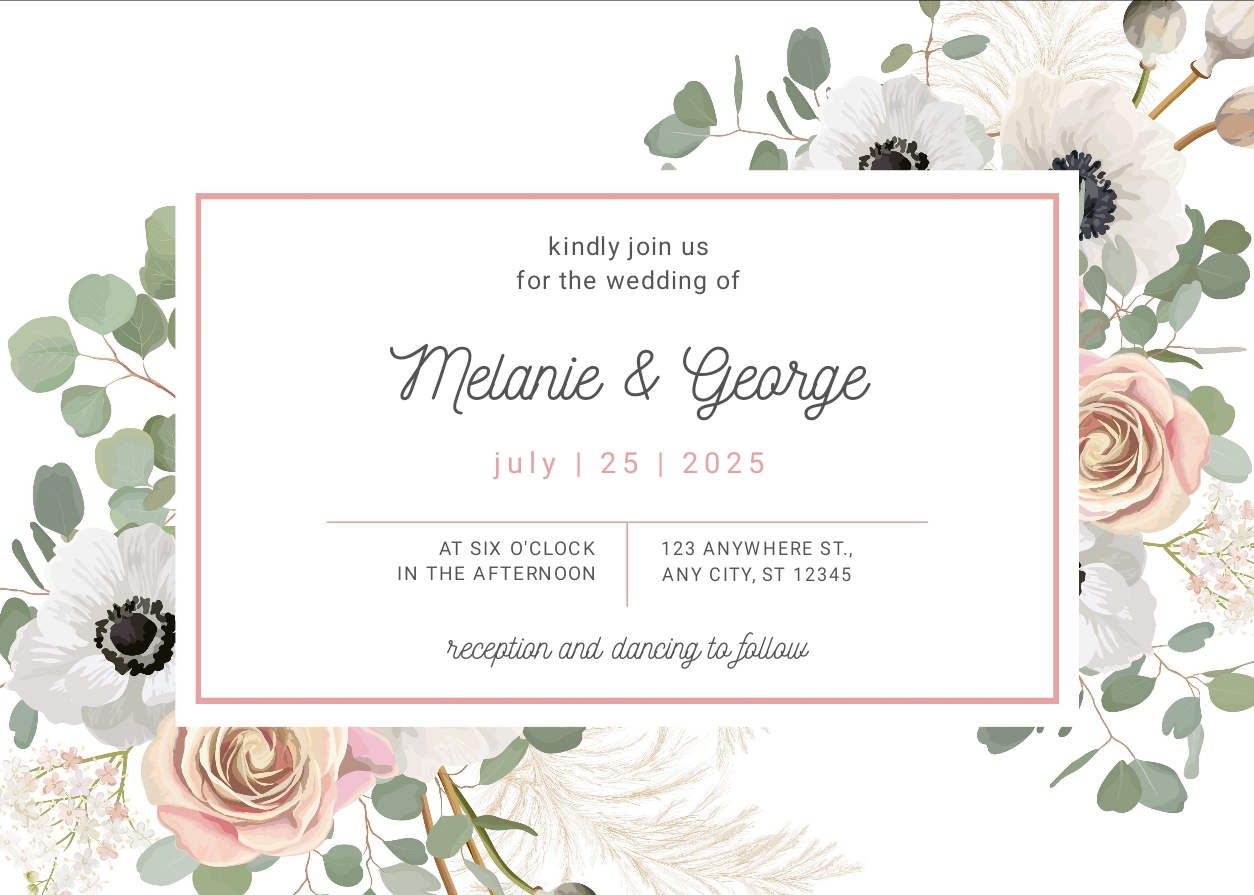 kindly join us
for the wedding of
Melanie & George
july | 25 | 2025
AT SIX O'CLOCK
IN THE AFTERNOON
123 ANYWHERE ST.,
ANY CITY, ST 12345
reception and dancing to follow